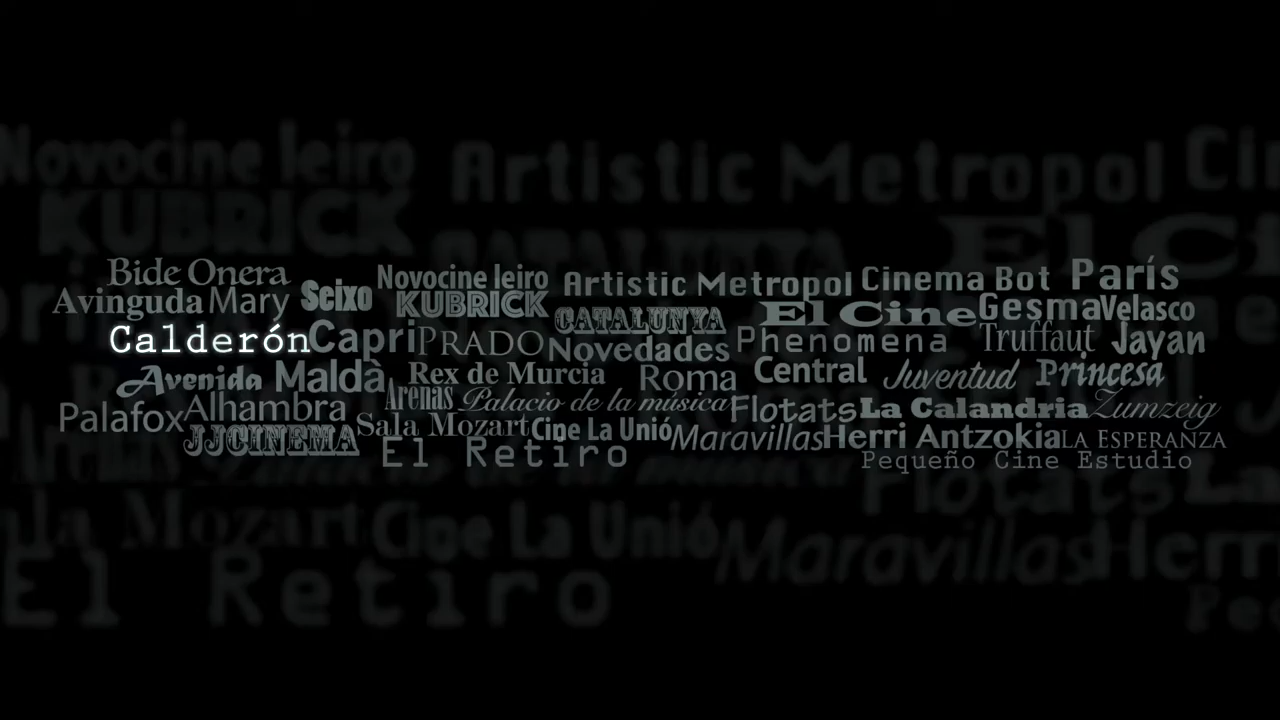 Bide Onera Novocine leiro Artistic Metropol Cinema Bot París
Avinguda Mary Seixo KUBRICK CATALUNYA El Cine Gesma Velasco
Calderón Capri PRADO Novedades Phenomena Truffaut Jayan
Avenida Maldà Rex de Murcia Roma Central Juventud Princesa
Palafox Alhambra Arenas Palacio de la música Flotats La Calandria Zumzeig
JJCINEMA Sala Mozart Cine La Unió Maravillas Herri Antzokia LA ESPERANZA
El Retiro Pequeño Cine Estudio